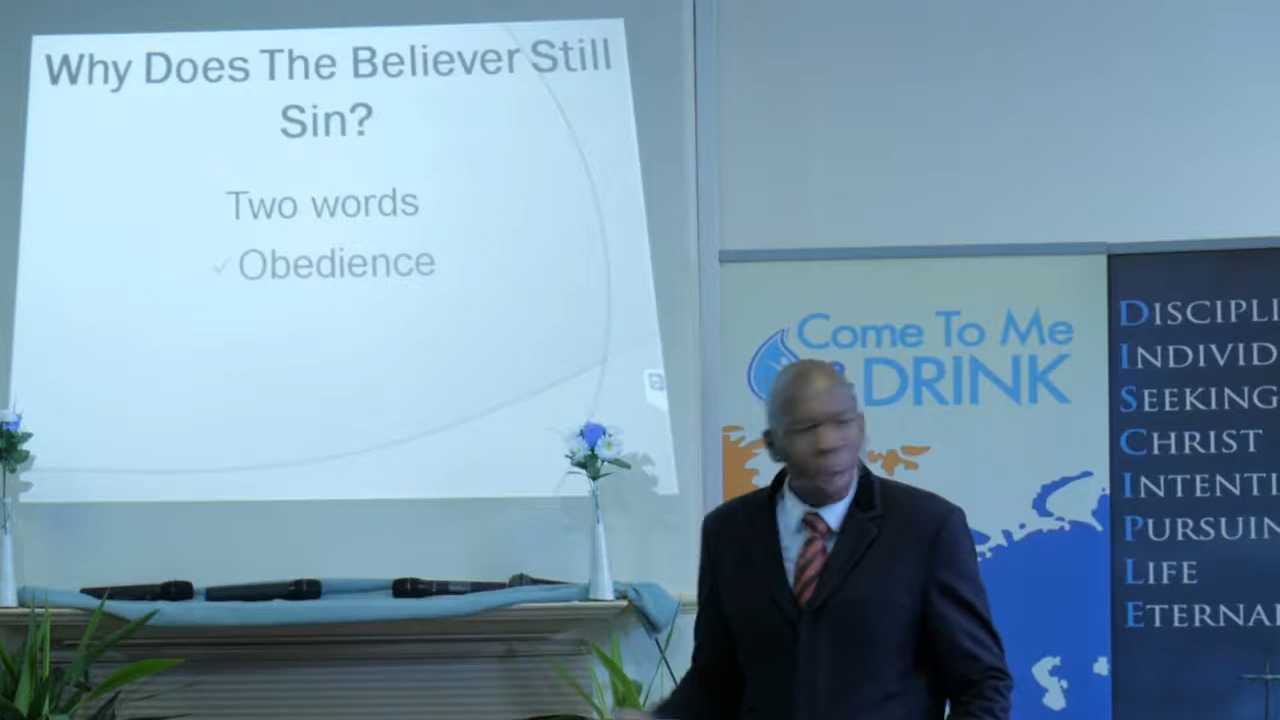 Why Does The Believer Still
Sin?
Two words
✓Obedience
Come To Me
DRINK
DISCIPLI
INDIVID
SEEKING
CHRIST
INTENTI
PURSUIN
LIFE
ETERNA